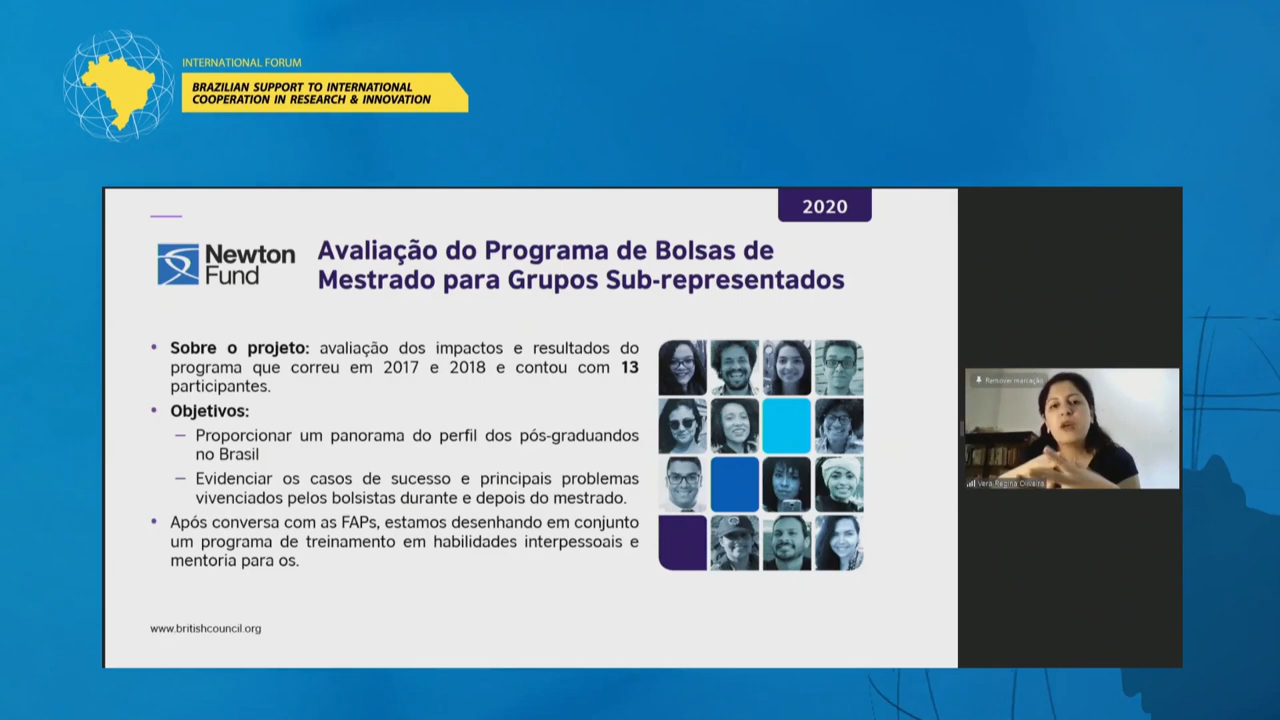 INTERNATIONAL FORUM
BRAZILIAN SUPPORT TO INTERNATIONAL
COOPERATION IN RESEARCH & INNOVATION
2020
Newton
Fund
Avaliação do Programa de Bolsas de
Mestrado para Grupos Sub-representados
• Sobre o projeto: avaliação dos impactos e resultados do
programa que correu em 2017 e 2018 e contou com 13
participantes.
• Objetivos:
– Proporcionar um panorama do perfil dos pós-graduandos
no Brasil
– Evidenciar os casos de sucesso e principais problemas
vivenciados pelos bolsistas durante e depois do mestrado.
• Após conversa com as FAPs, estamos desenhando em conjunto
um programa de treinamento em habilidades interpessoais e
mentoria para os.
www.britishcouncil.org
Remover marcação
Vera Regina Oliveira